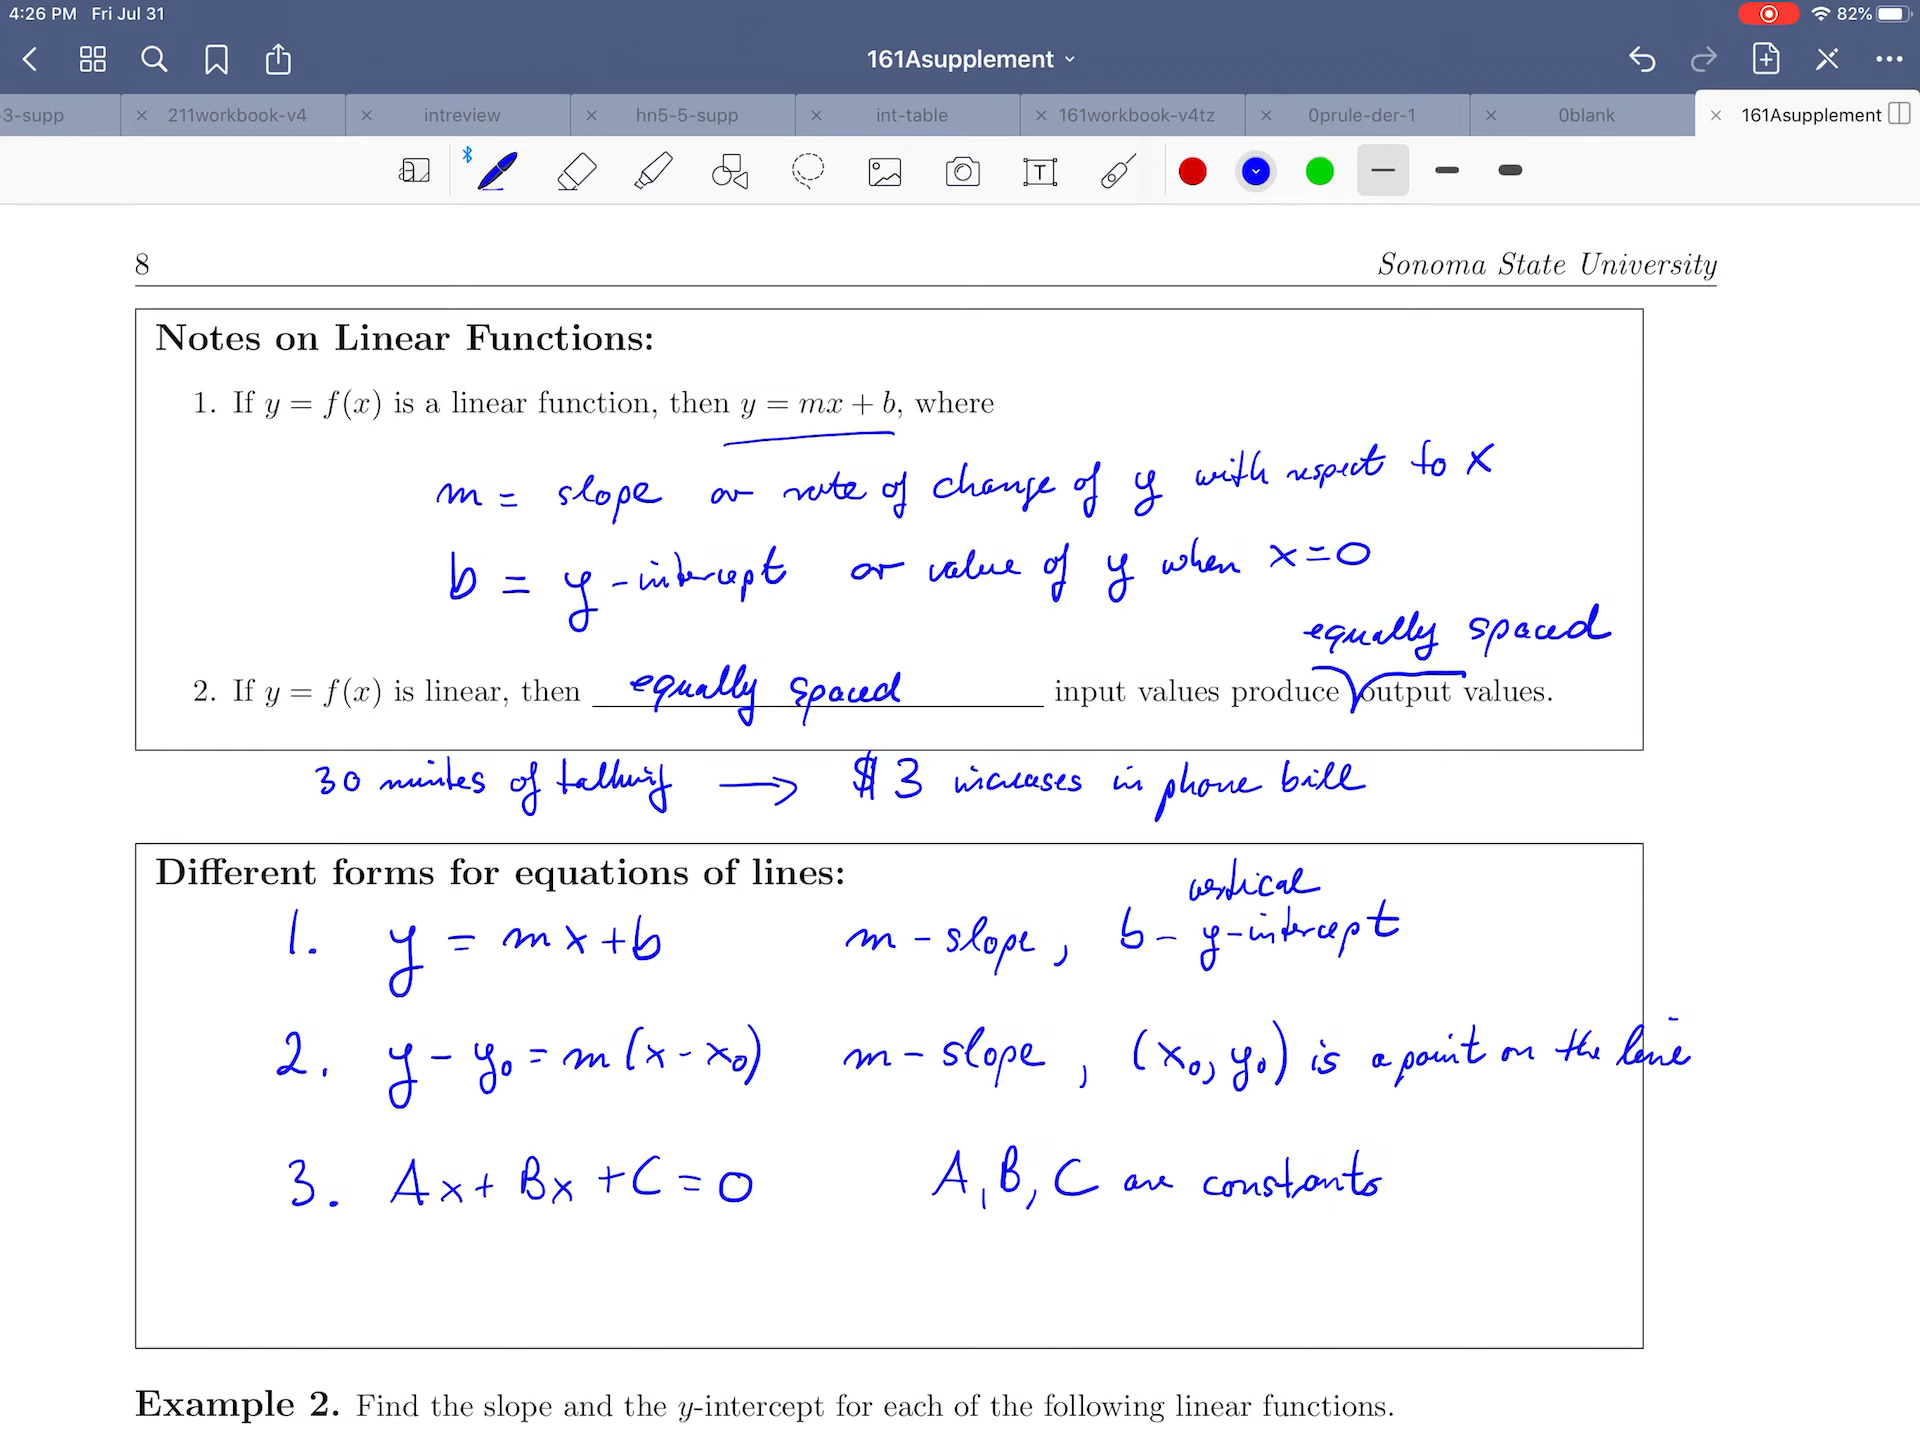 4:26 PM Fri Jul 31
82%
161Asupplement
3-supp
211workbook-v4
intreview
hn5-5-supp
int-table
161workbook-v4tz
0prule-der-1
0blank
161Asupplement
8 Sonoma State University
Notes on Linear Functions:
1. If y = f(x) is a linear function, then y = mx + b, where
m = slope or rate of change of y with respect to x
b = y-intercept or value of y when x=0
equally spaced
2. If y = f(x) is linear, then equally spaced input values produce output values.
30 minutes of talking → $3 increases in phone bill
Different forms for equations of lines:
vertical
1. y = mx+b m - slope, b - y-intercept
2. y - y₀ = m(x - x₀) m - slope, (x₀, y₀) is a point on the line
3. Ax + Bx + C = 0 A, B, C are constants
Example 2. Find the slope and the y-intercept for each of the following linear functions.